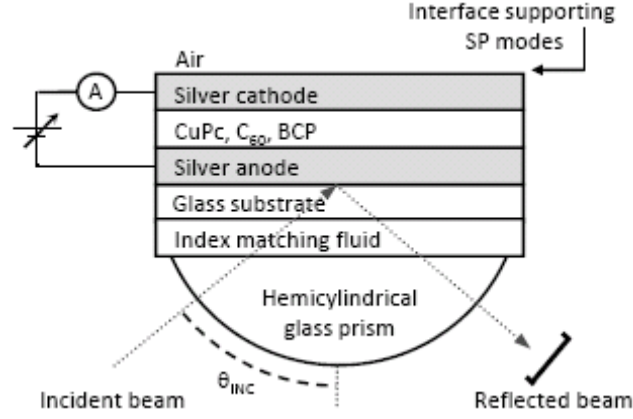 Interface supporting
SP modes
Air
A
Silver cathode
CuPc, C₆₀, BCP
Silver anode
Glass substrate
Index matching fluid
Hemicylindrical
glass prism
θINC
Incident beam
Reflected beam